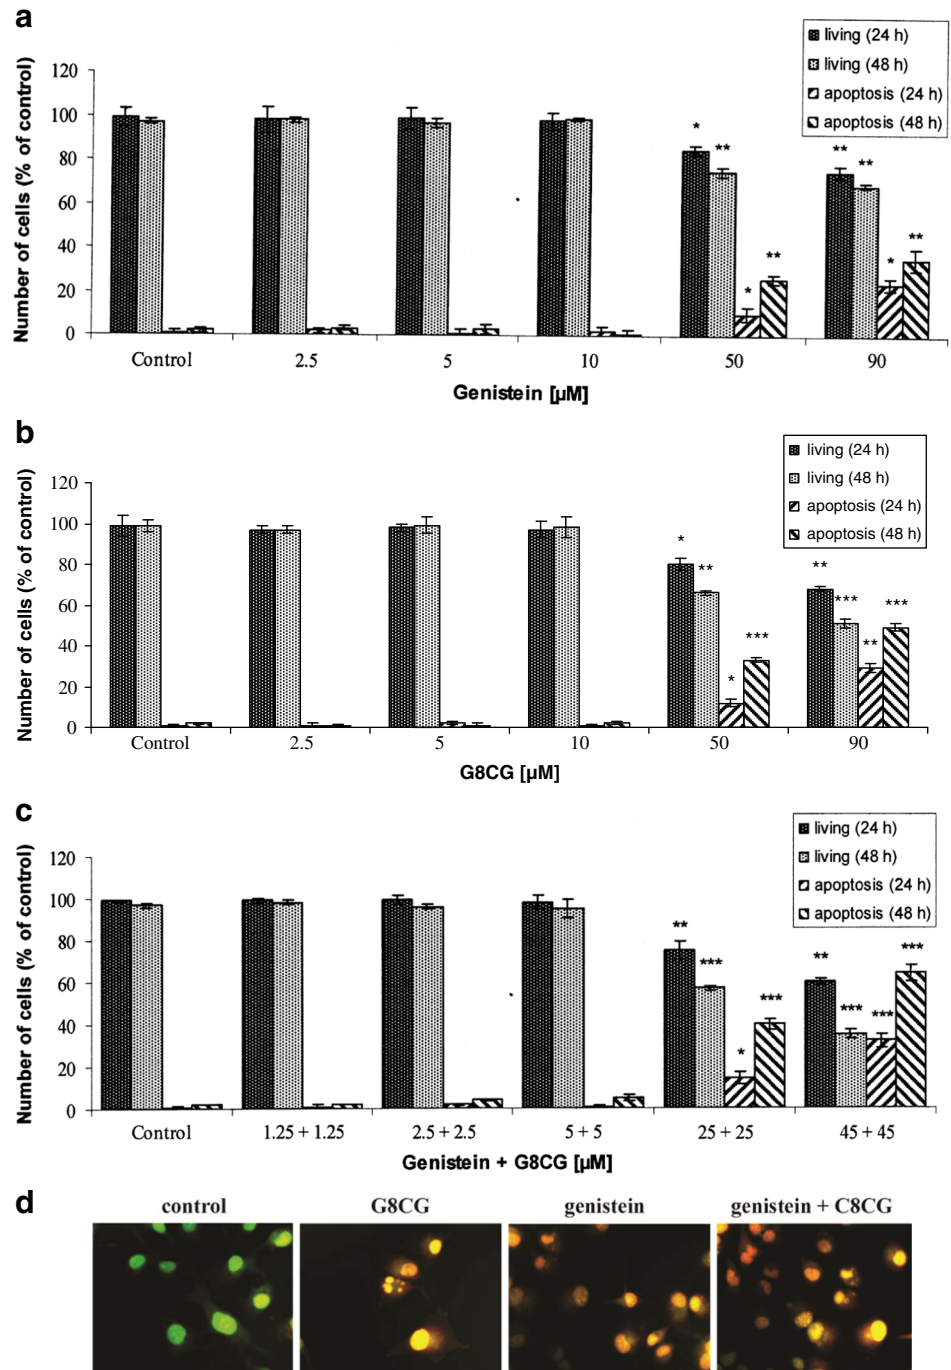 a
living (24 h)
living (48 h)
apoptosis (24 h)
apoptosis (48 h)
Number of cells (% of control)
120
100
80
60
40
20
0
* ** ** ** * ** * **
Control 2.5 5 10 50 90
Genistein [µM]
b
living (24 h)
living (48 h)
apoptosis (24 h)
apoptosis (48 h)
Number of cells (% of control)
120
100
80
60
40
20
0
* ** * *** ** *** ** ***
Control 2.5 5 10 50 90
G8CG [µM]
c
living (24 h)
living (48 h)
apoptosis (24 h)
apoptosis (48 h)
Number of cells (% of control)
120
100
80
60
40
20
0
** *** * *** ** *** *** ***
Control 1.25 + 1.25 2.5 + 2.5 5 + 5 25 + 25 45 + 45
Genistein + G8CG [µM]
d
control G8CG genistein genistein + C8CG